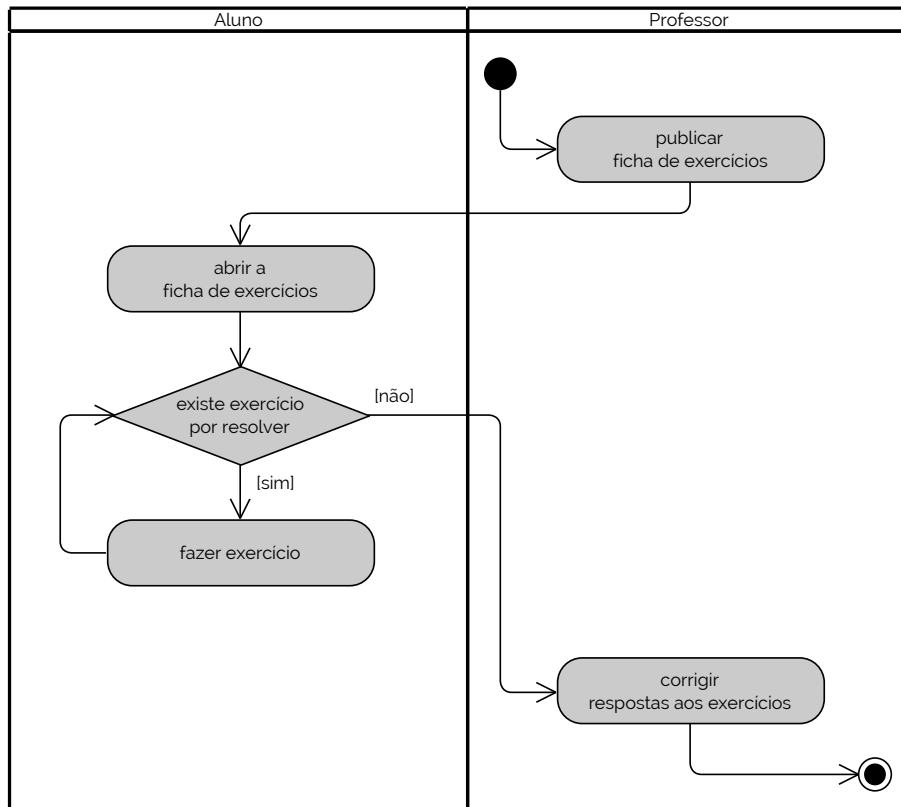 Aluno
Professor
publicar
ficha de exercícios
abrir a
ficha de exercícios
existe exercício
por resolver
[não]
[sim]
fazer exercício
corrigir
respostas aos exercícios